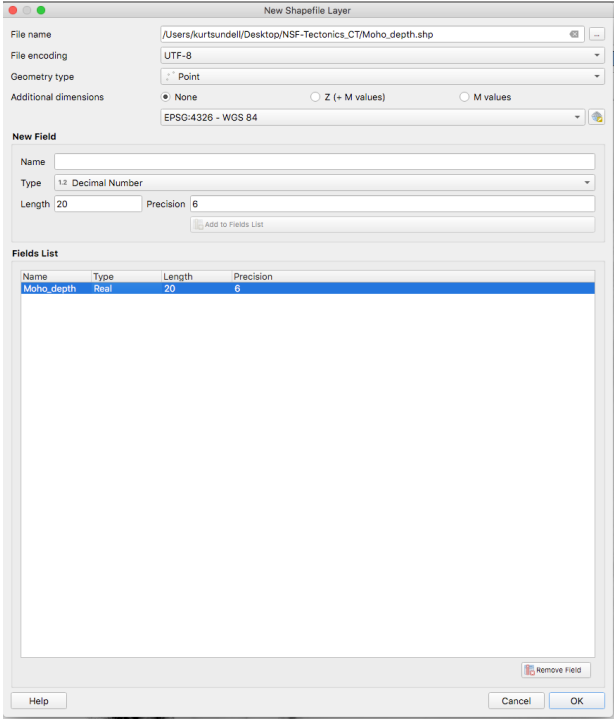 New Shapefile Layer
File name /Users/kurtsundell/Desktop/NSF-Tectonics_CT/Moho_depth.shp ...
File encoding UTF-8
Geometry type Point
Additional dimensions None Z (+ M values) M values
EPSG:4326 - WGS 84
New Field
Name
Type 1.2 Decimal Number
Length 20 Precision 6
Add to Fields List
Fields List
Name Type Length Precision
Moho_depth Real 20 6
Remove Field
Help Cancel OK